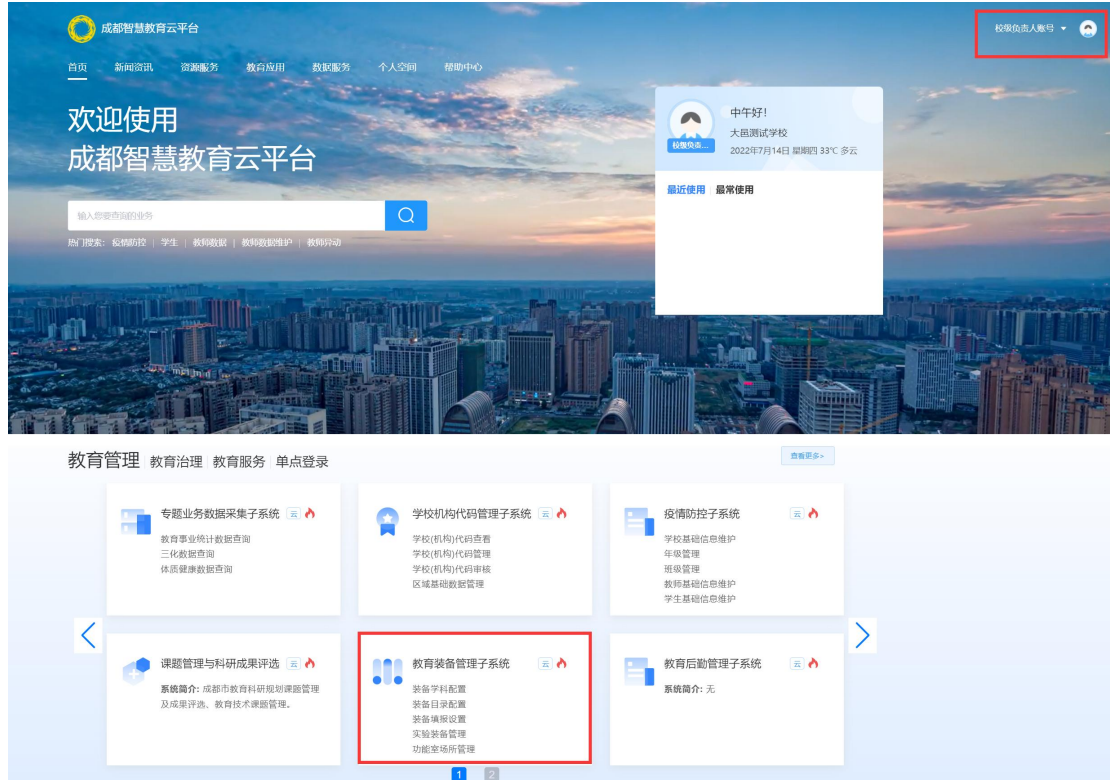 成都智慧教育云平台
校级负责人账号
首页 新闻资讯 资源服务 教育应用 数据服务 个人空间 帮助中心
欢迎使用
成都智慧教育云平台
输入您要查询的业务
热门搜索: 疫情防控 | 学生 | 教师数据 | 教师数据维护 | 教师异动
中午好!
大邑测试学校
校级负责...
2022年7月14日 星期四 33℃ 多云
最近使用 最常使用
教育管理 教育治理 教育服务 单点登录
查看更多>
专题业务数据采集子系统 云
教育事业统计数据查询
三化数据查询
体质健康数据查询
学校机构代码管理子系统 云
学校(机构)代码查看
学校(机构)代码管理
学校(机构)代码审核
区域基础数据管理
疫情防控子系统 云
学校基础信息维护
年级管理
班级管理
教师基础信息维护
学生基础信息维护
课题管理与科研成果评选 云
系统简介: 成都市教育科研规划课题管理
及成果评选、教育技术课题管理。
教育装备管理子系统 云
装备学科配置
装备目录配置
装备填报设置
实验装备管理
功能室场所管理
教育后勤管理子系统 云
系统简介: 无
1 2